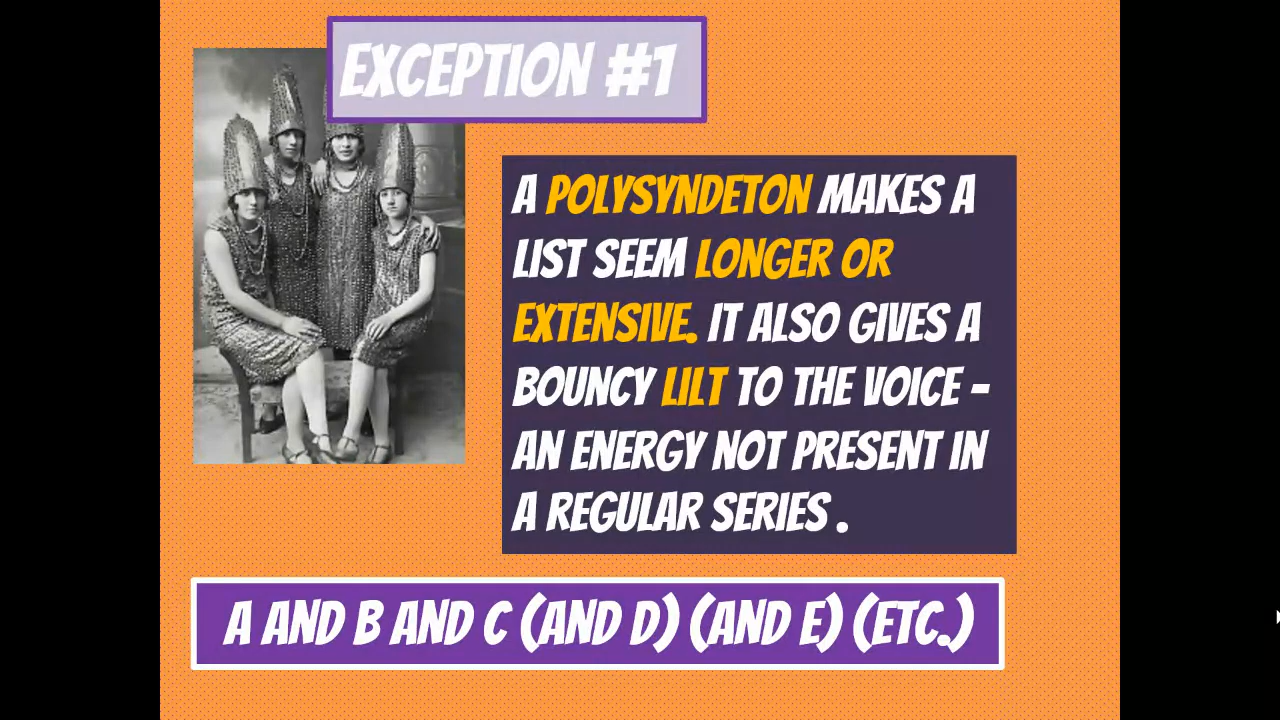 EXCEPTION #1
A POLYSYNDETON MAKES A
LIST SEEM LONGER OR
EXTENSIVE. IT ALSO GIVES A
BOUNCY LILT TO THE VOICE -
AN ENERGY NOT PRESENT IN
A REGULAR SERIES .
A AND B AND C (AND D) (AND E) (ETC.)